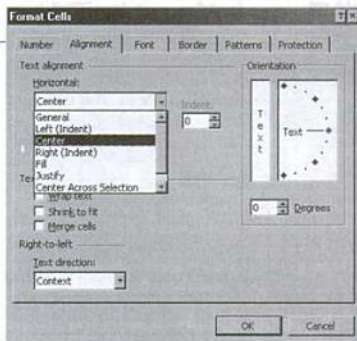 Format Cells
Number Alignment Font Border Patterns Protection
Text alignment
Horizontal:
Center
General
Left (Indent)
Center
Right (Indent)
Fill
Justify
Center Across Selection
Indent:
0
Wrap text
Shrink to fit
Merge cells
Right-to-left
Text direction:
Context
Orientation
Text
Text
0 Degrees
OK Cancel